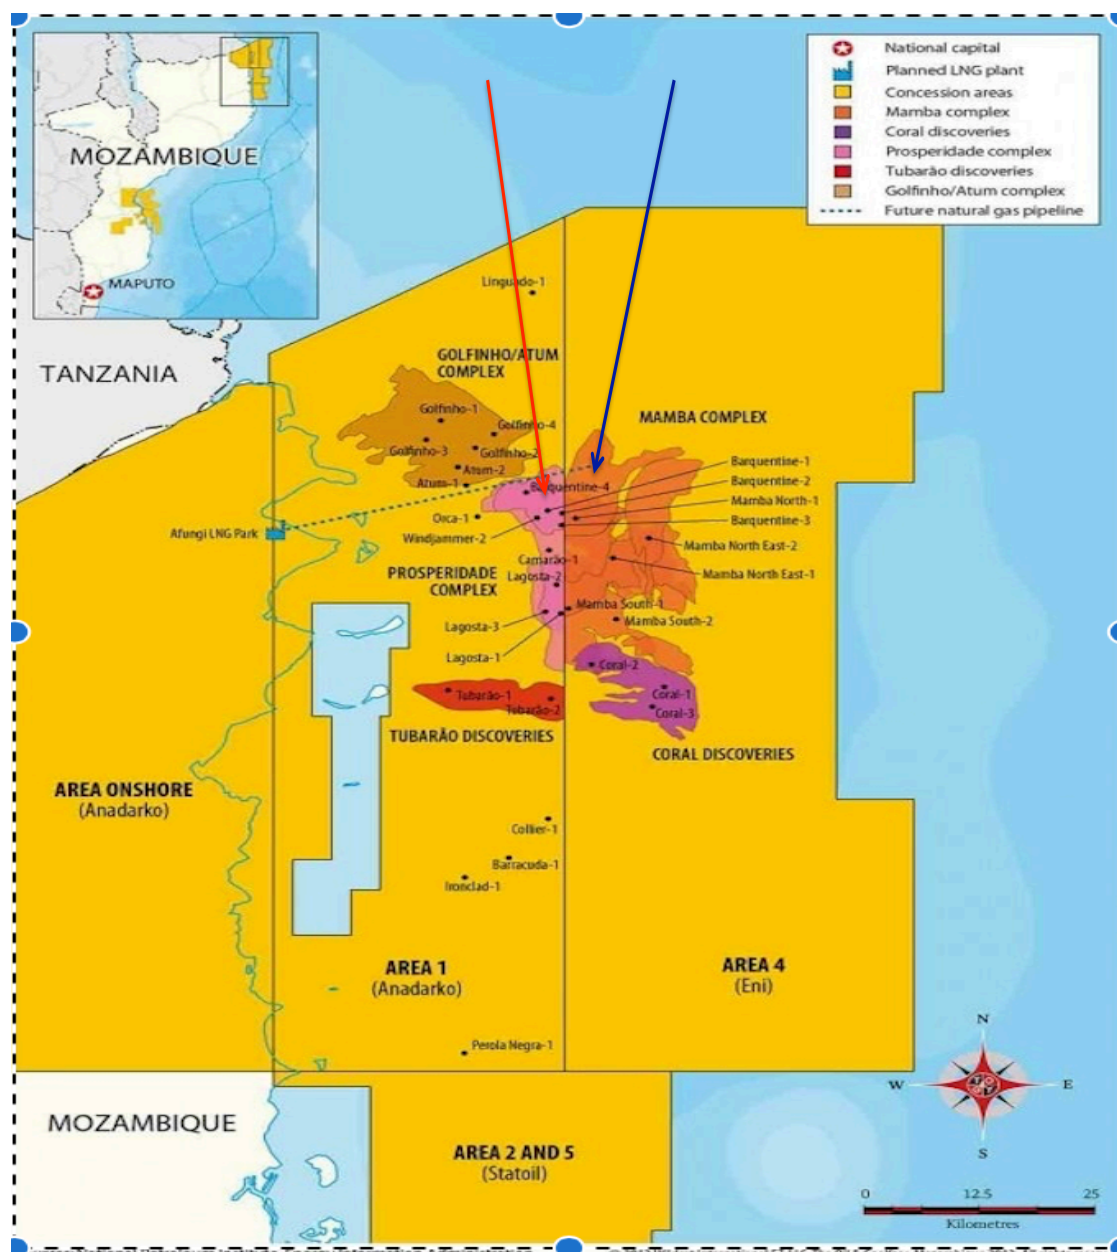 MOZAMBIQUE
MAPUTO
National capital
Planned LNG plant
Concession areas
Mamba complex
Coral discoveries
Prosperidade complex
Tubarão discoveries
Golfinho/Atum complex
Future natural gas pipeline
TANZANIA
Linguado-1
GOLFINHO/ATUM
COMPLEX
Golfinho-1
Golfinho-4
Golfinho-3
Golfinho-2
Atum-2
Atum-1
MAMBA COMPLEX
Barquentine-4
Barquentine-1
Barquentine-2
Mamba North-1
Barquentine-3
Mamba North East-2
Mamba North East-1
Afungi LNG Park
Orca-1
Windjammer-2
Camarão-1
PROSPERIDADE
COMPLEX
Lagosta-2
Mamba South-1
Mamba South-2
Lagosta-3
Lagosta-1
Coral-2
Coral-1
Coral-3
Tubarão-1
Tubarão-2
TUBARÃO DISCOVERIES
CORAL DISCOVERIES
AREA ONSHORE
(Anadarko)
Collier-1
Barracuda-1
Ironclad-1
AREA 1
(Anadarko)
AREA 4
(Eni)
Perola Negra-1
MOZAMBIQUE
AREA 2 AND 5
(Statoil)
N
W
E
S
0 12.5 25
Kilometres